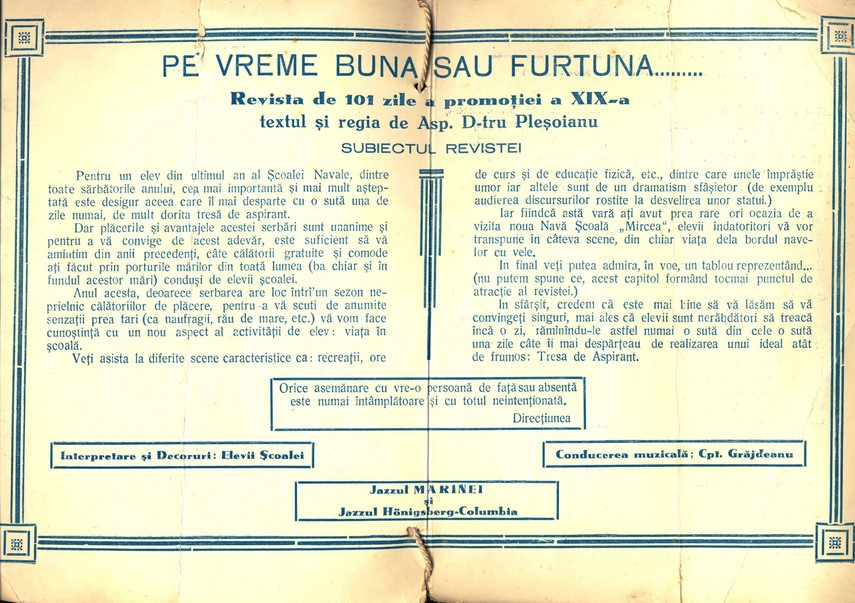 PE VREME BUNA SAU FURTUNA.........
Revista de 101 zile a promoției a XIX-a
textul și regia de Asp. D-tru Pleșoianu
SUBIECTUL REVISTEI
Pentru un elev din ultimul an al Școalei Navale, dintre
toate sărbătorile anului, cea mai importantă și mai mult aștep-
tată este desigur aceea care îl mai desparte cu o sută una de
zile numai, de mult dorita tresă de aspirant.
Dar plăcerile și avantajele acestei serbări sunt unanime și
pentru a vă convige de acest adevăr, este suficient să vă
amintim din anii precedenți, câte călătorii gratuite și comode
ați făcut prin porturile mărilor din toată lumea (ba chiar și în
fundul acestor mări) conduși de elevii școalei.
Anul acesta, deoarece serbarea are loc întrî'un sezon ne-
prielnic călătoriilor de plăcere, pentru a vă scuti de anumite
senzații prea tari (ca naufragii, rău de mare, etc.) vă vom face
cunoștință cu un nou aspect al activității de elev: viața în
școală.
Veți asista la diferite scene caracteristice ca: recreații, ore
de curs și de educație fizică, etc., dintre care unele împrăștie
umor iar altele sunt de un dramatism sfâșietor (de exemplu
audierea discursurilor rostite la desvelirea unor statui.)
Iar fiindcă astă vară ați avut prea rare ori ocazia de a
vizita noua Navă Școală „Mircea", elevii îndatoritori vă vor
transpune în câteva scene, din chiar viața dela bordul nave-
lor cu vele.
In final veți putea admira, în voe, un tablou reprezentând...
(nu putem spune ce, acest capitol formând tocmai punctul de
atracție al revistei.)
In sfârșit, credem că este mai bine să vă lăsăm să vă
convingeți singuri, mai ales că elevii sunt nerăbdători să treacă
încă o zi, rămînîndu-le astfel numai o sută din cele o sută
una zile câte îi mai despărțeau de realizarea unui ideal atât
de frumos: Tresa de Aspirant.
Orice asemănare cu vre-o persoană de față sau absentă
este numai întâmplătoare și cu totul neintenționată.
Direcțiunea
Interpretare și Decoruri: Elevii Școalei
Conducerea muzicală; Cpt. Grăjdeanu
Jazzul MARINEI
și
Jazzul Hönigsberg-Columbia